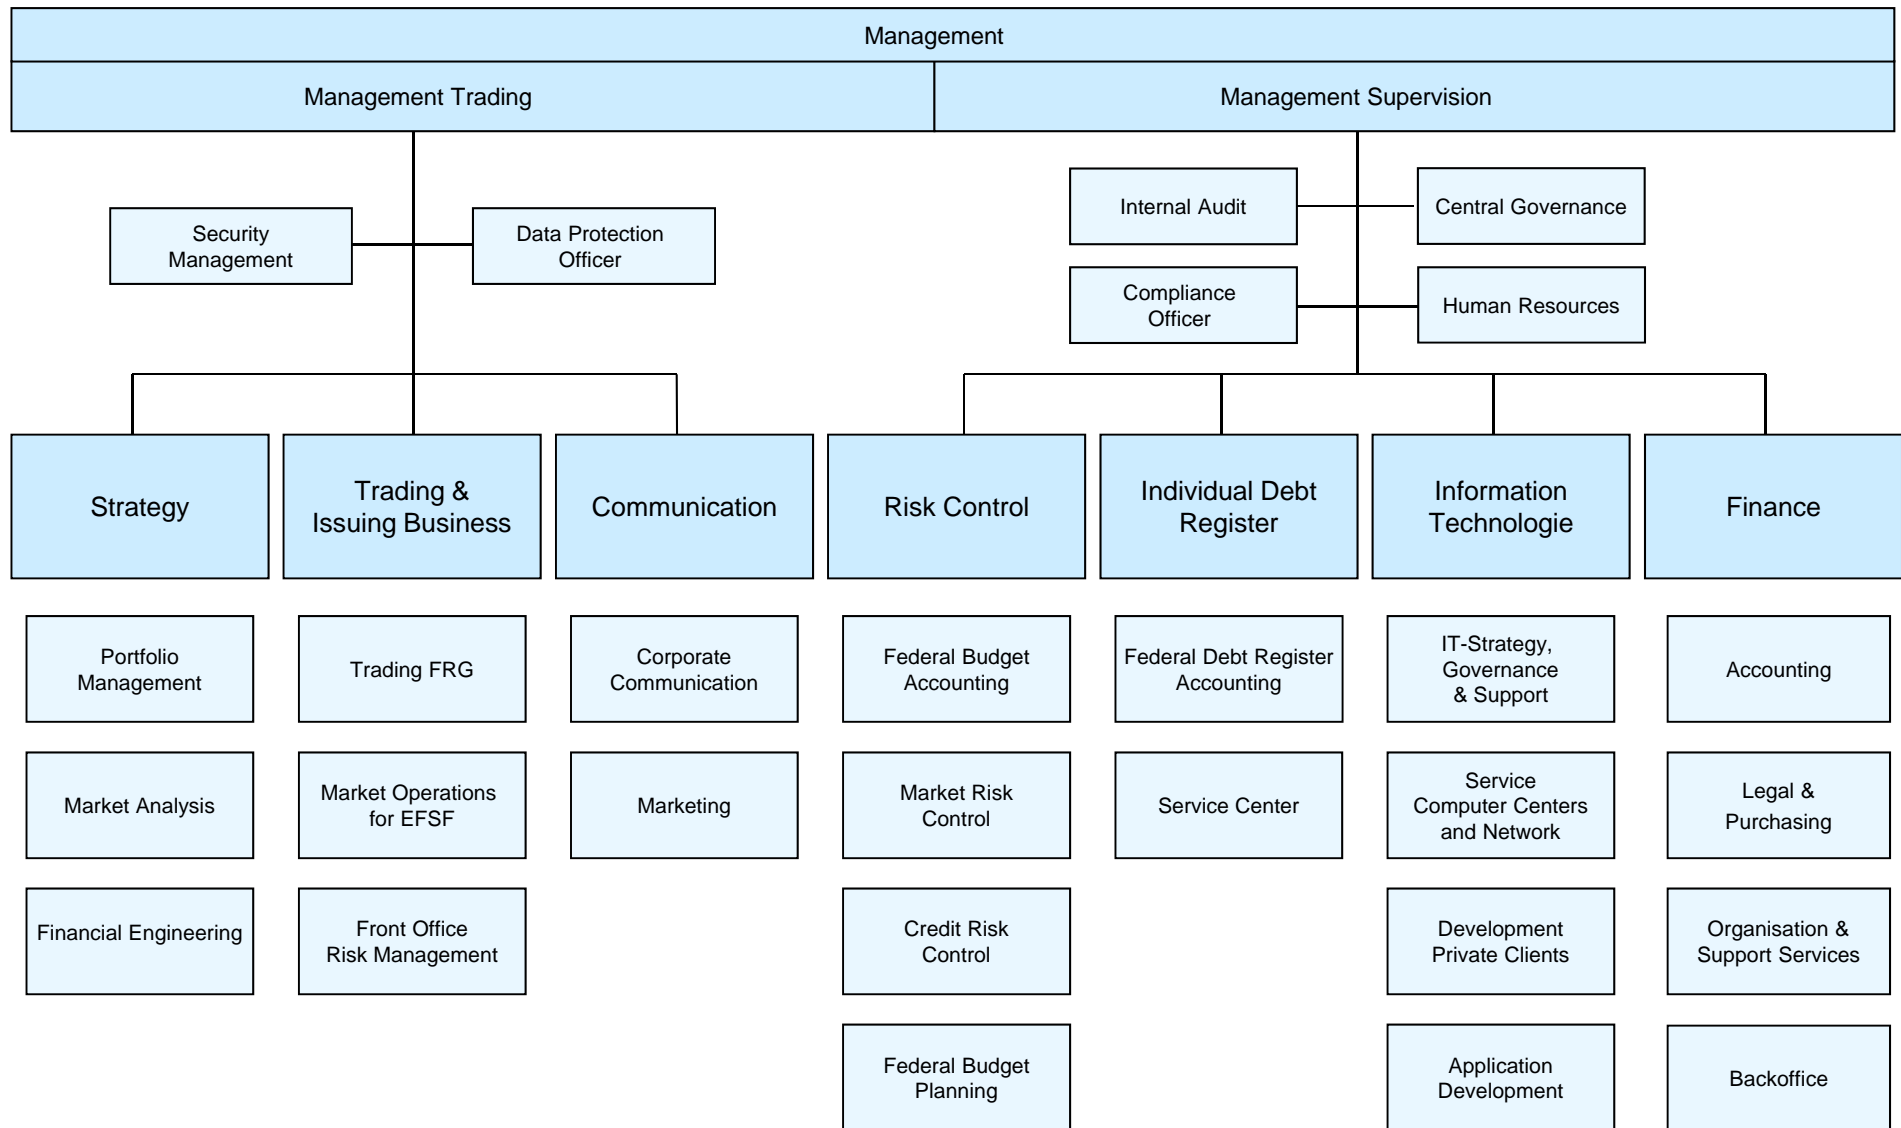 Management
Management Trading
Management Supervision
Security
Management
Data Protection
Officer
Internal Audit
Central Governance
Compliance
Officer
Human Resources
Strategy
Trading &
Issuing Business
Communication
Risk Control
Individual Debt
Register
Information
Technologie
Finance
Portfolio
Management
Trading FRG
Corporate
Communication
Federal Budget
Accounting
Federal Debt Register
Accounting
IT-Strategy,
Governance
& Support
Accounting
Market Analysis
Market Operations
for EFSF
Marketing
Market Risk
Control
Service Center
Service
Computer Centers
and Network
Legal &
Purchasing
Financial Engineering
Front Office
Risk Management
Credit Risk
Control
Development
Private Clients
Organisation &
Support Services
Federal Budget
Planning
Application
Development
Backoffice